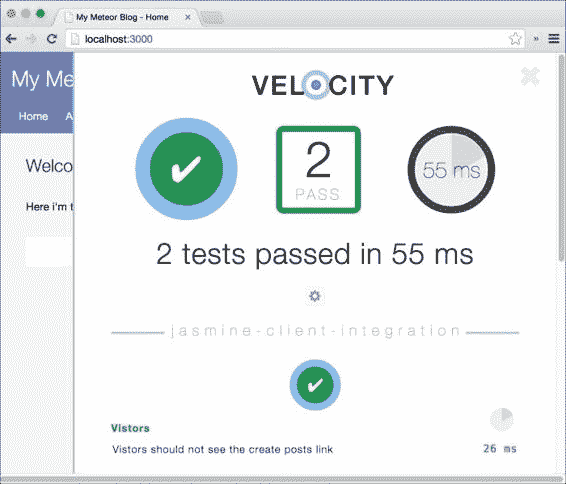 My Meteor Blog - Home
localhost:3000
My Me
Home A
VELOCITY
2
PASS
55 ms
Welco
Here i'm t
2 tests passed in 55 ms
jasmine-client-integration
Vistors
Vistors should not see the create posts link 26 ms